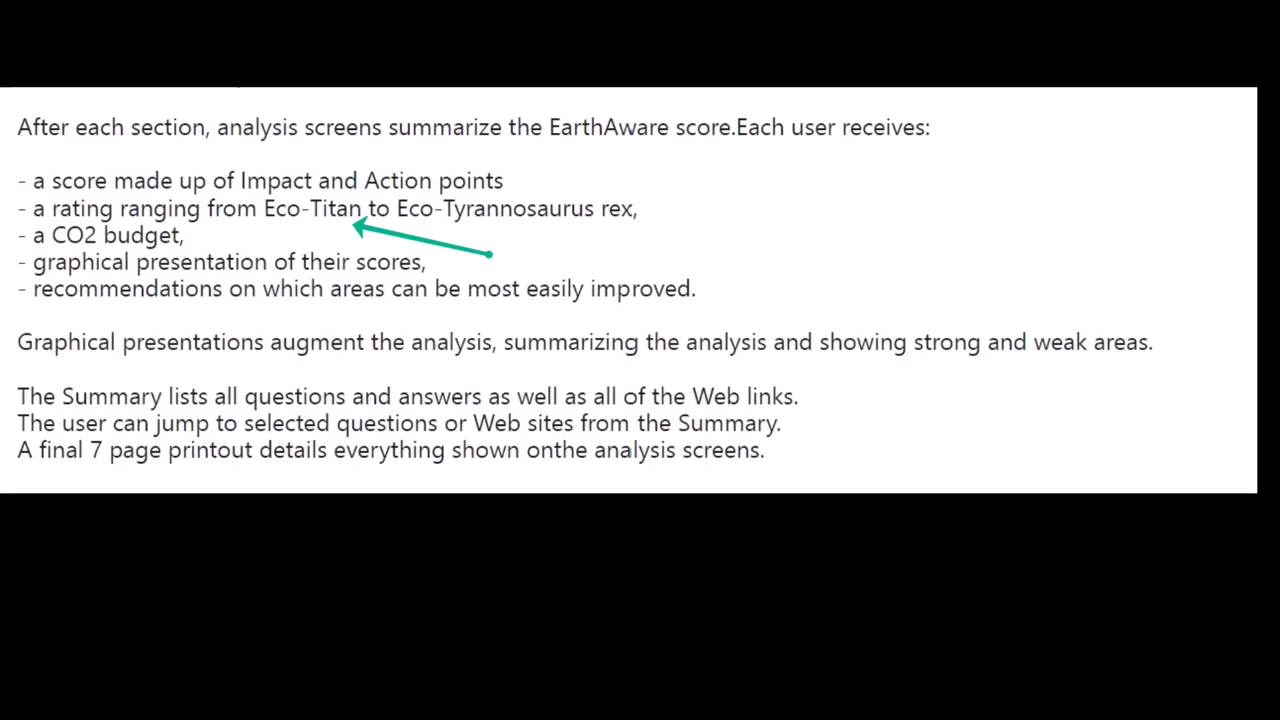 After each section, analysis screens summarize the EarthAware score.Each user receives:
- a score made up of Impact and Action points
- a rating ranging from Eco-Titan to Eco-Tyrannosaurus rex,
- a CO2 budget,
- graphical presentation of their scores,
- recommendations on which areas can be most easily improved.
Graphical presentations augment the analysis, summarizing the analysis and showing strong and weak areas.
The Summary lists all questions and answers as well as all of the Web links.
The user can jump to selected questions or Web sites from the Summary.
A final 7 page printout details everything shown onthe analysis screens.